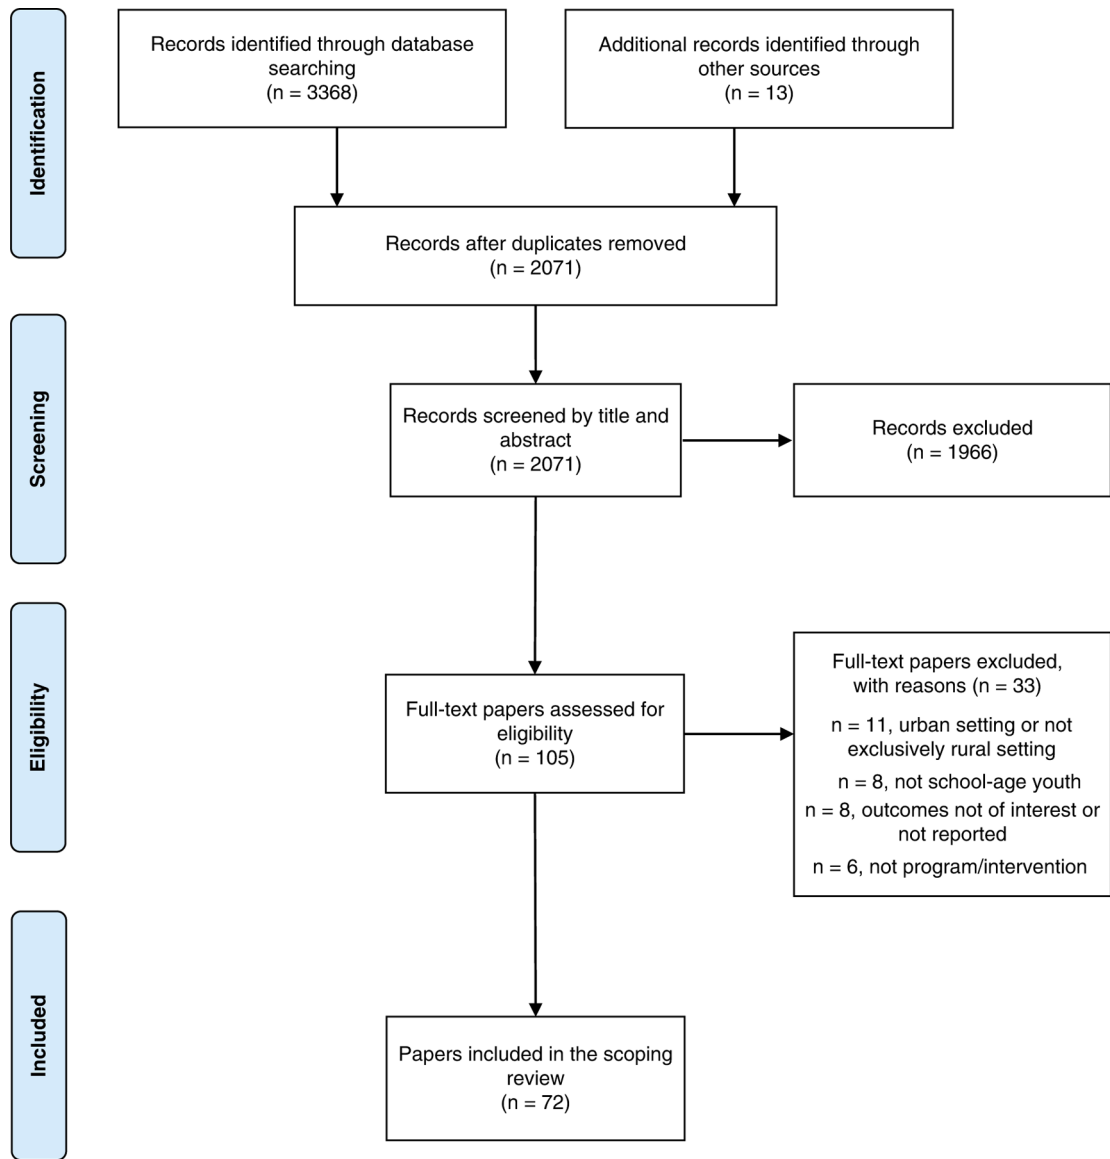 Identification
Records identified through database
searching
(n = 3368)
Additional records identified through
other sources
(n = 13)
Records after duplicates removed
(n = 2071)
Screening
Records screened by title and
abstract
(n = 2071)
Records excluded
(n = 1966)
Eligibility
Full-text papers assessed for
eligibility
(n = 105)
Full-text papers excluded,
with reasons (n = 33)
n = 11, urban setting or not
exclusively rural setting
n = 8, not school-age youth
n = 8, outcomes not of interest or
not reported
n = 6, not program/intervention
Included
Papers included in the scoping
review
(n = 72)